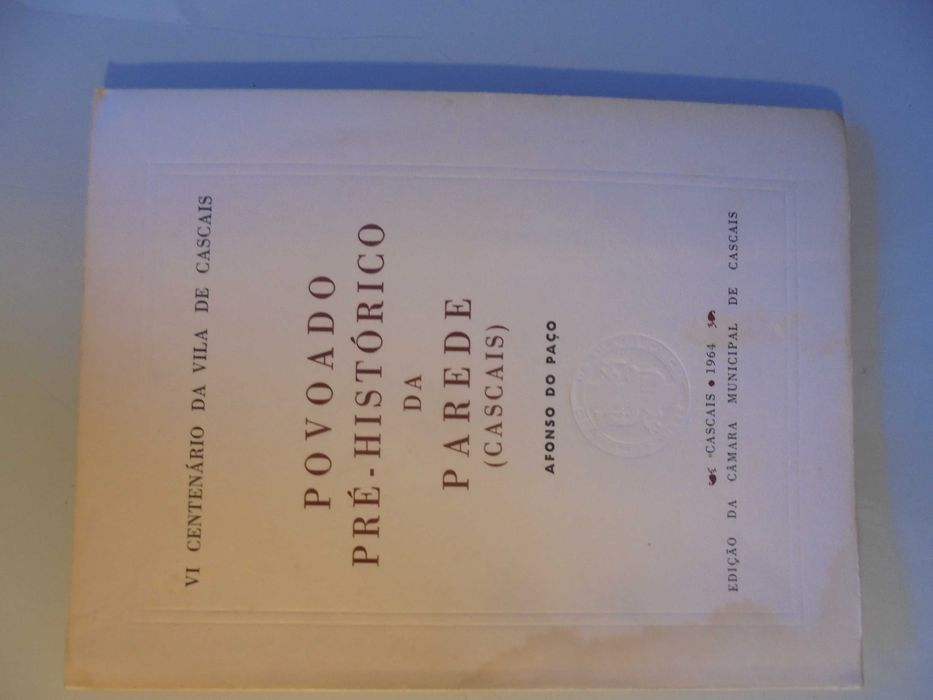 VI CENTENÁRIO DA VILA DE CASCAIS
POVOADO
PRÉ-HISTÓRICO
DA
PAREDE
(CASCAIS)
AFONSO DO PAÇO
CASCAIS • 1964
EDIÇÃO DA CÂMARA MUNICIPAL DE CASCAIS